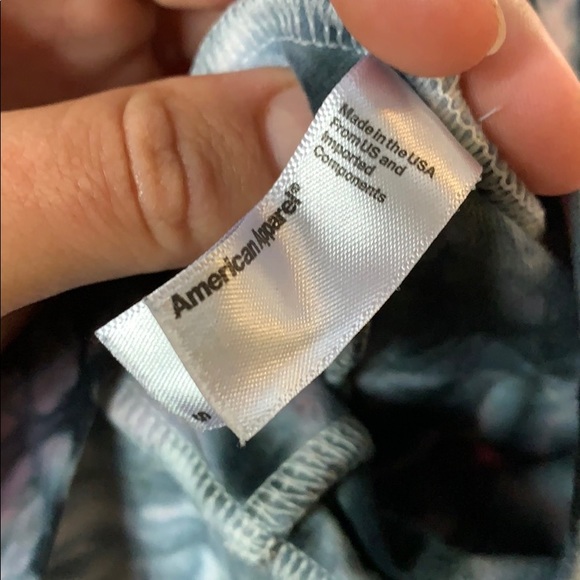 American Apparel®
Made in the USA
From US and
Imported
Components